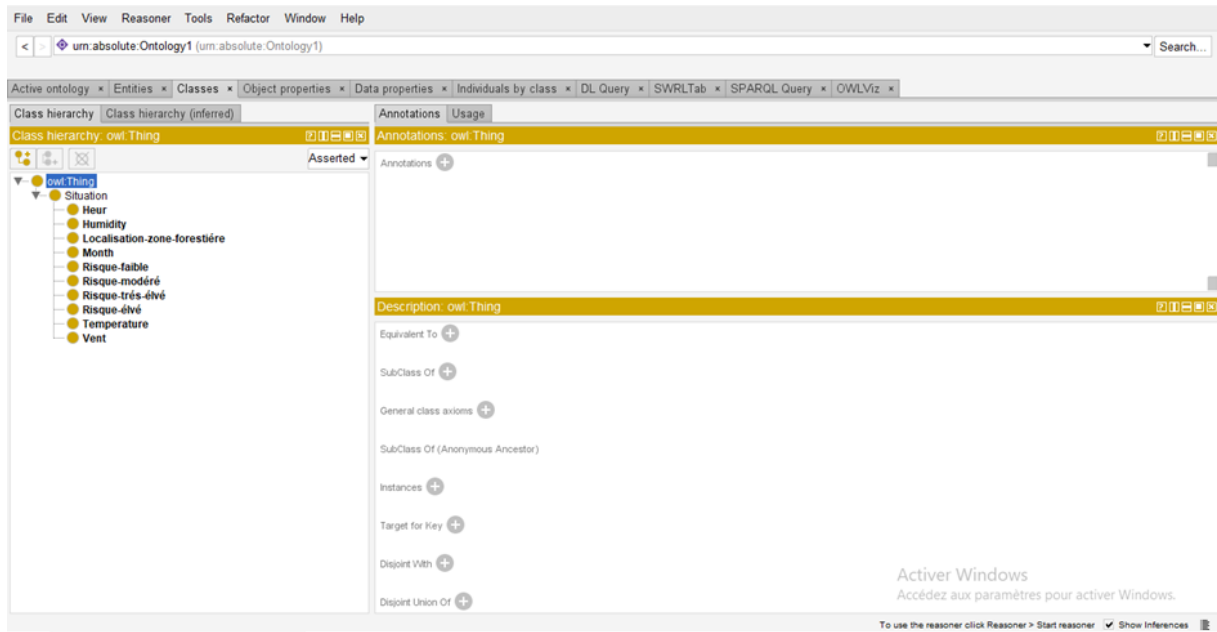 File Edit View Reasoner Tools Refactor Window Help
< > urn:absolute:Ontology1 (urn:absolute:Ontology1) Search...
Active ontology × Entities × Classes × Object properties × Data properties × Individuals by class × DL Query × SWRLTab × SPARQL Query × OWLViz ×
Class hierarchy Class hierarchy (inferred)
Class hierarchy: owl:Thing
Asserted
owl:Thing
Situation
Heur
Humidity
Localisation-zone-forestiére
Month
Risque-faible
Risque-modéré
Risque-trés-élvé
Risque-élvé
Temperature
Vent
Annotations Usage
Annotations: owl:Thing
Annotations
Description: owl:Thing
Equivalent To
SubClass Of
General class axioms
SubClass Of (Anonymous Ancestor)
Instances
Target for Key
Disjoint With
Disjoint Union Of
Activer Windows
Accédez aux paramètres pour activer Windows.
To use the reasoner click Reasoner > Start reasoner Show Inferences